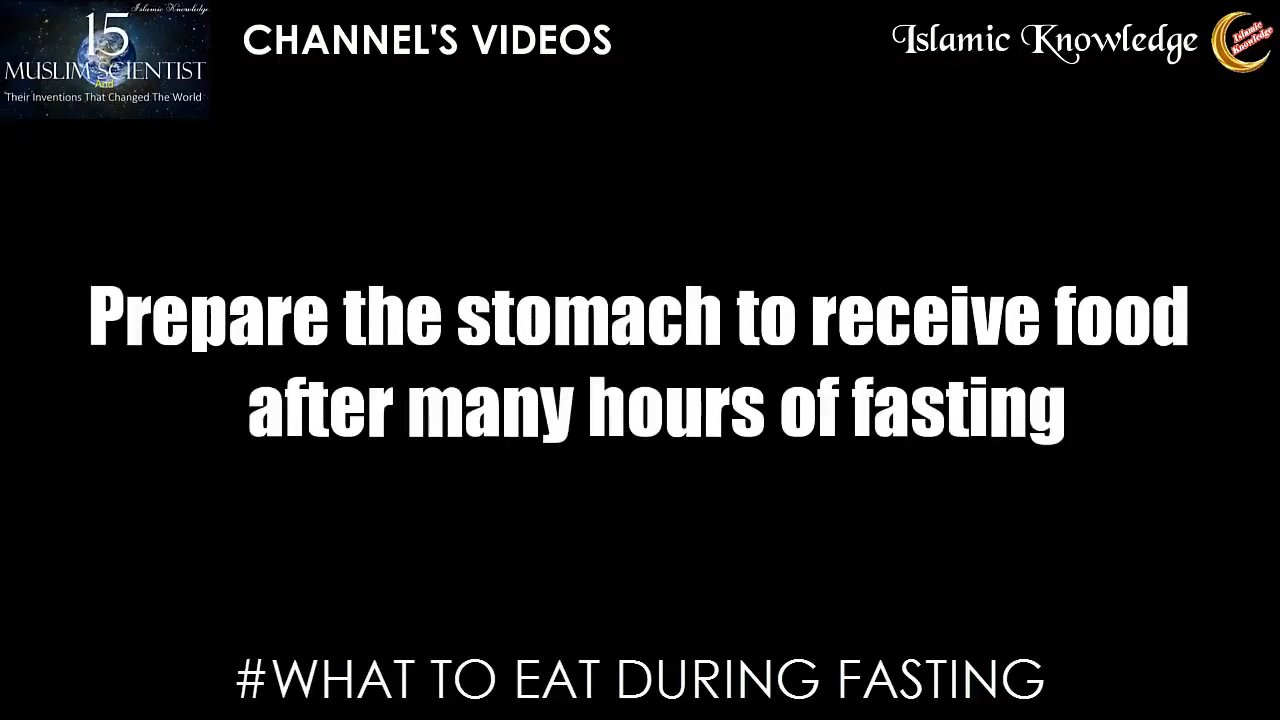 Islamic Knowledge
15
MUSLIM SCIENTIST
And
Their Inventions That Changed The World
CHANNEL'S VIDEOS
Islamic Knowledge
Islamic
Knowledge
Prepare the stomach to receive food
after many hours of fasting
#WHAT TO EAT DURING FASTING